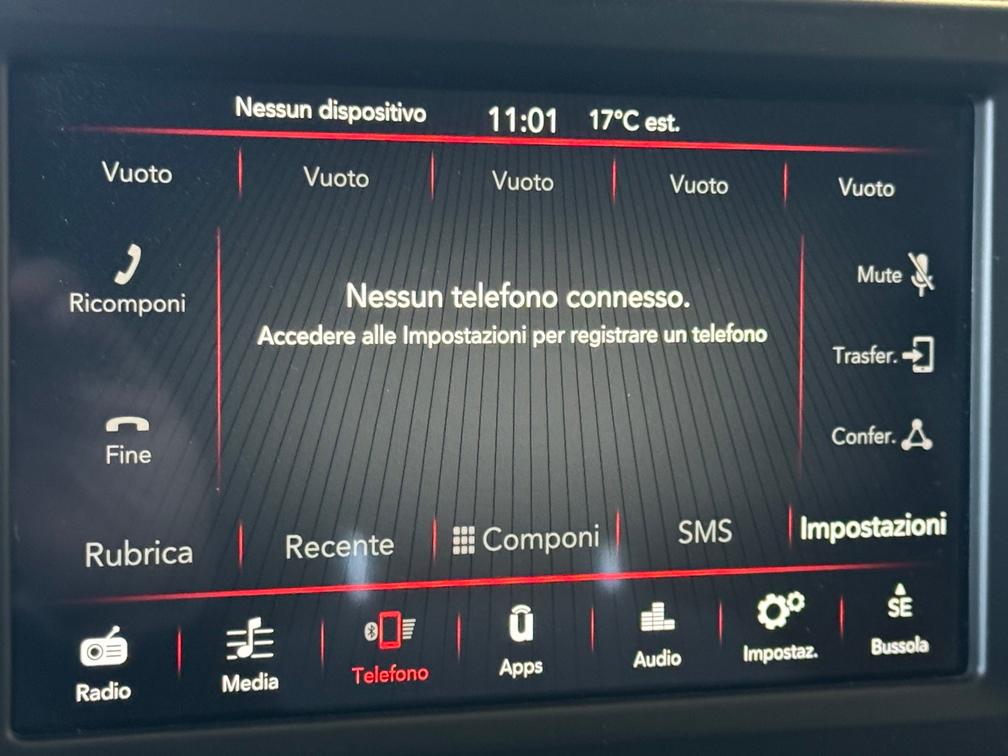 Nessun dispositivo 11:01 17°C est.
Vuoto Vuoto Vuoto Vuoto Vuoto
Ricomponi
Nessun telefono connesso.
Mute
Accedere alle Impostazioni per registrare un telefono
Trasfer.
Fine
Confer.
Rubrica Recente Componi SMS Impostazioni
SE
Radio Media Telefono Apps Audio Impostaz. Bussola